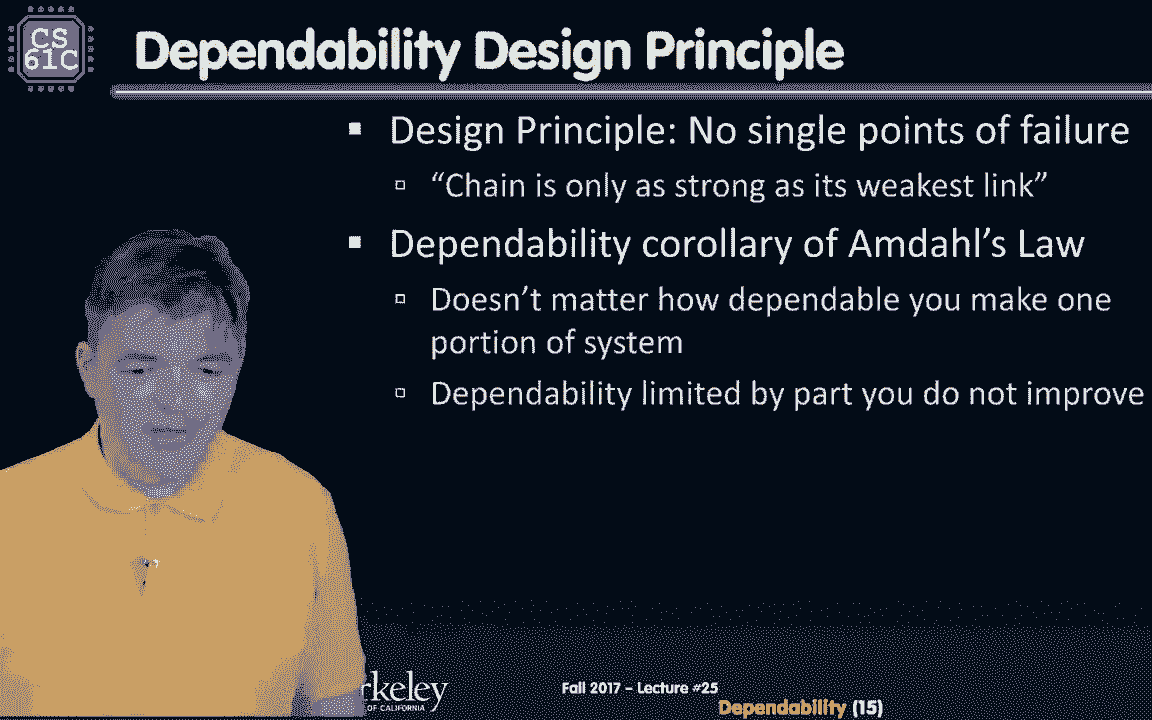 CS
61C
Dependability Design Principle
Design Principle: No single points of failure
“Chain is only as strong as its weakest link”
Dependability corollary of Amdahl’s Law
Doesn’t matter how dependable you make one
portion of system
Dependability limited by part you do not improve
rkeley
OF CALIFORNIA
Fall 2017 – Lecture #25
Dependability (15)